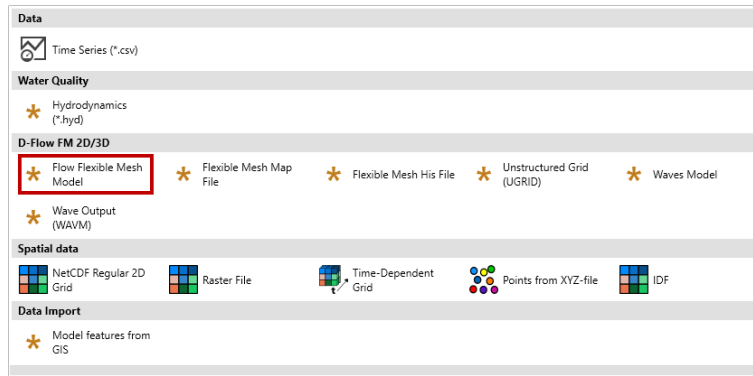 Data
Time Series (*.csv)
Water Quality
Hydrodynamics
(*.hyd)
D-Flow FM 2D/3D
Flow Flexible Mesh
Model
Flexible Mesh Map
File
Flexible Mesh His File
Unstructured Grid
(UGRID)
Waves Model
Wave Output
(WAVM)
Spatial data
NetCDF Regular 2D
Grid
Raster File
Time-Dependent
Grid
Points from XYZ-file
IDF
Data Import
Model features from
GIS